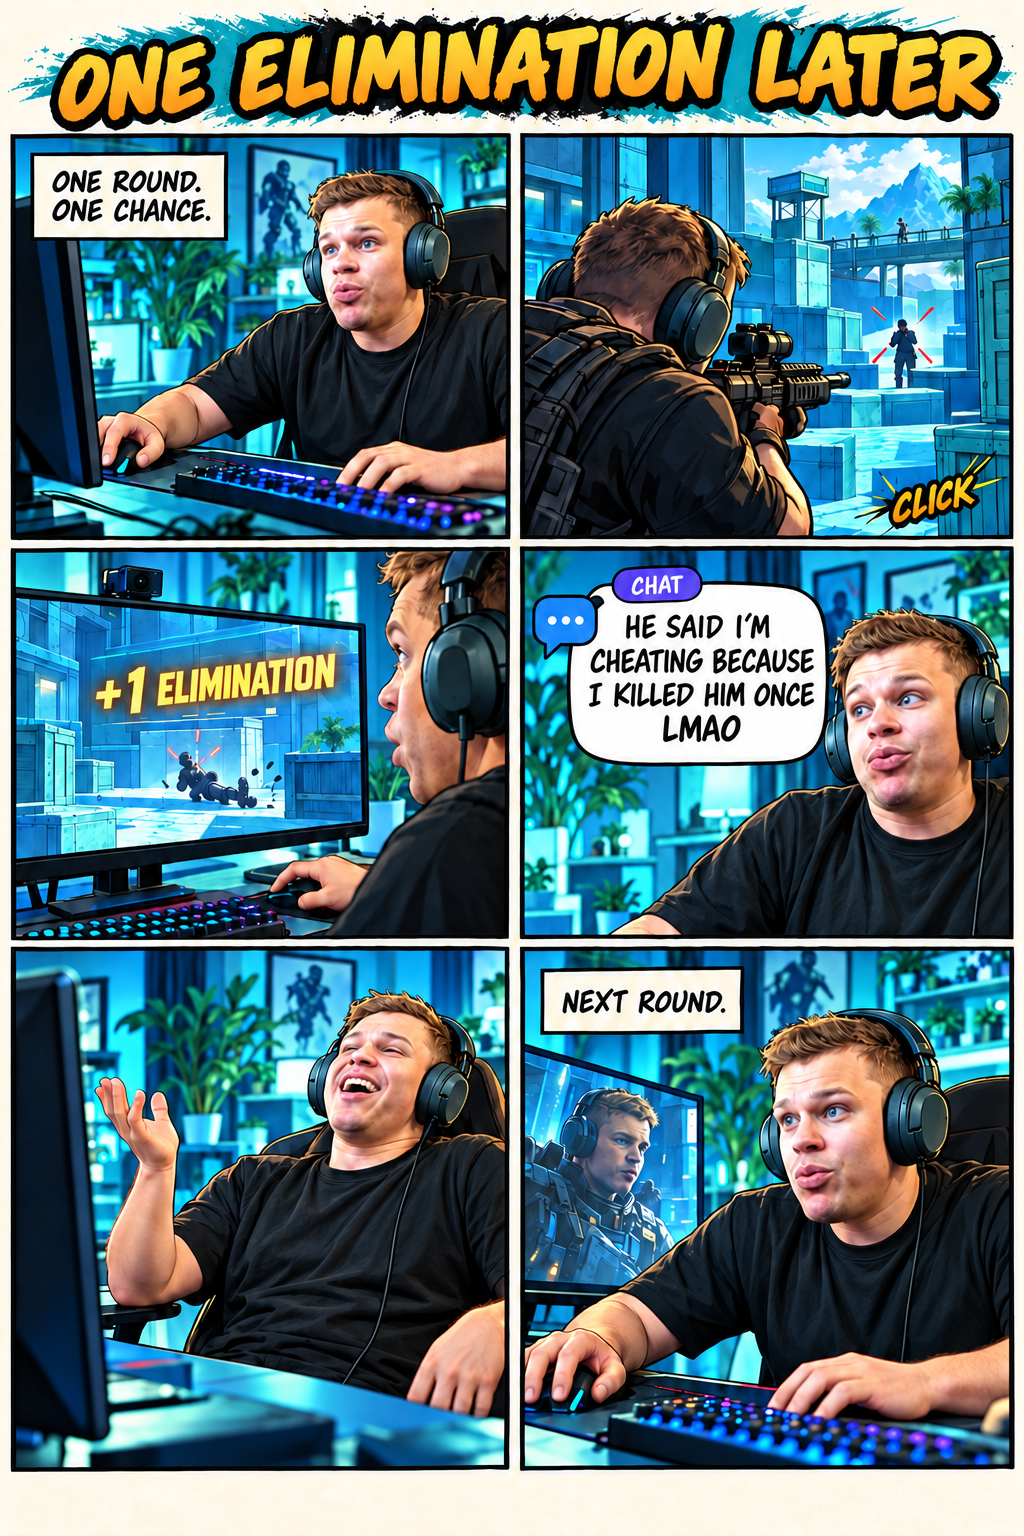 ONE ELIMINATION LATER
ONE ROUND.
ONE CHANCE.
CLICK
+1 ELIMINATION
CHAT
HE SAID I'M
CHEATING BECAUSE
I KILLED HIM ONCE
LMAO
NEXT ROUND.